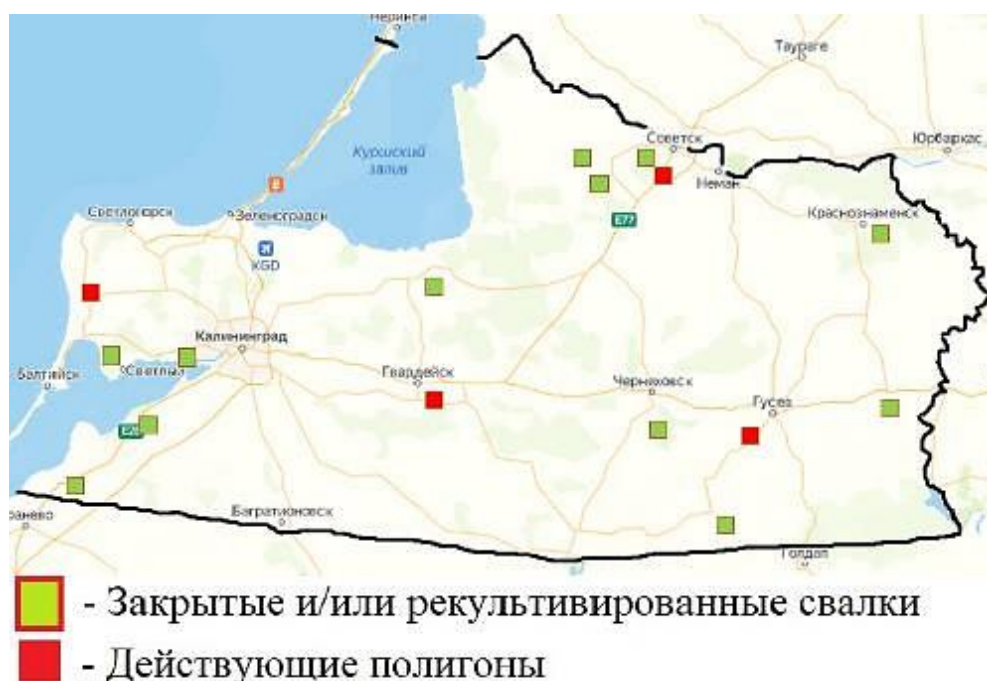 Неринга
Таураге
Советск
Юрбаркас
Куршский
залив
Неман
Светлогорск
Зеленоградск
Краснознаменск
E77
KGD
Калининград
Балтийск
Светлый
Гвардейск
Черняховск
Гусев
E28
ранево
Багратионовск
Голдап
- Закрытые и/или рекультивированные свалки
- Действующие полигоны